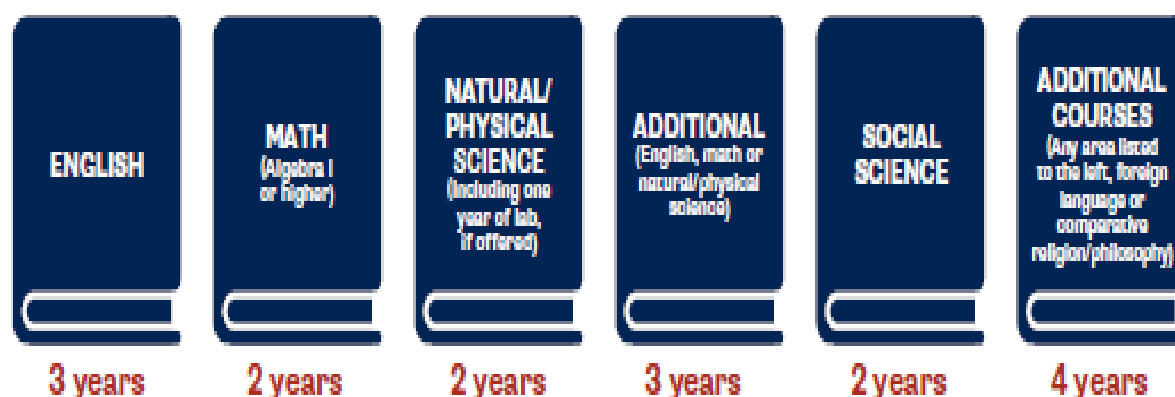 ENGLISH
3 years
MATH
(Algebra I
or higher)
2 years
NATURAL/
PHYSICAL
SCIENCE
(Including one
year of lab,
if offered)
2 years
ADDITIONAL
(English, math or
natural/physical
science)
3 years
SOCIAL
SCIENCE
2 years
ADDITIONAL
COURSES
(Any area listed
to the left, foreign
language or
comparative
religion/philosophy)
4 years